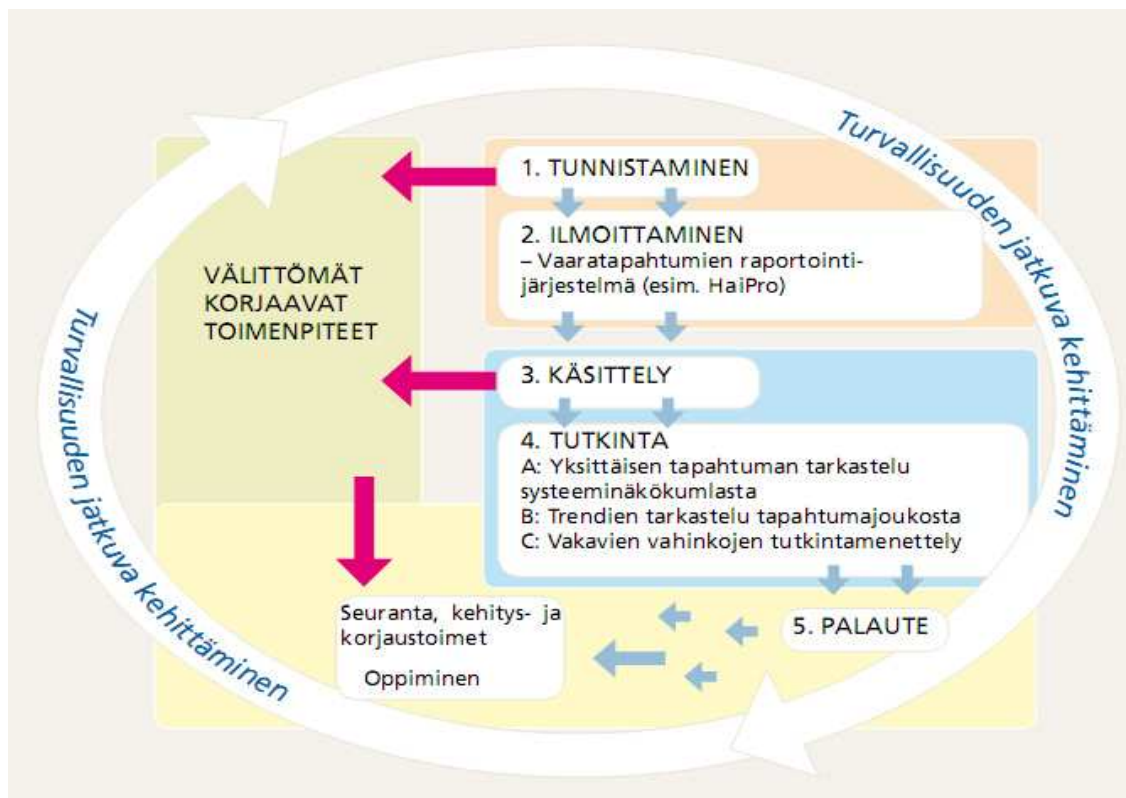 Turvallisuuden jatkuva kehittäminen
1. TUNNISTAMINEN
2. ILMOITTAMINEN
– Vaaratapahtumien raportointi-
järjestelmä (esim. HaiPro)
VÄLITTÖMÄT
KORJAAVAT
TOIMENPITEET
3. KÄSITTELY
4. TUTKINTA
A: Yksittäisen tapahtuman tarkastelu
systeeminäkökumlasta
B: Trendien tarkastelu tapahtumajoukosta
C: Vakavien vahinkojen tutkintamenettely
5. PALAUTE
Seuranta, kehitys- ja
korjaustoimet
Oppiminen
Turvallisuuden jatkuva kehittäminen